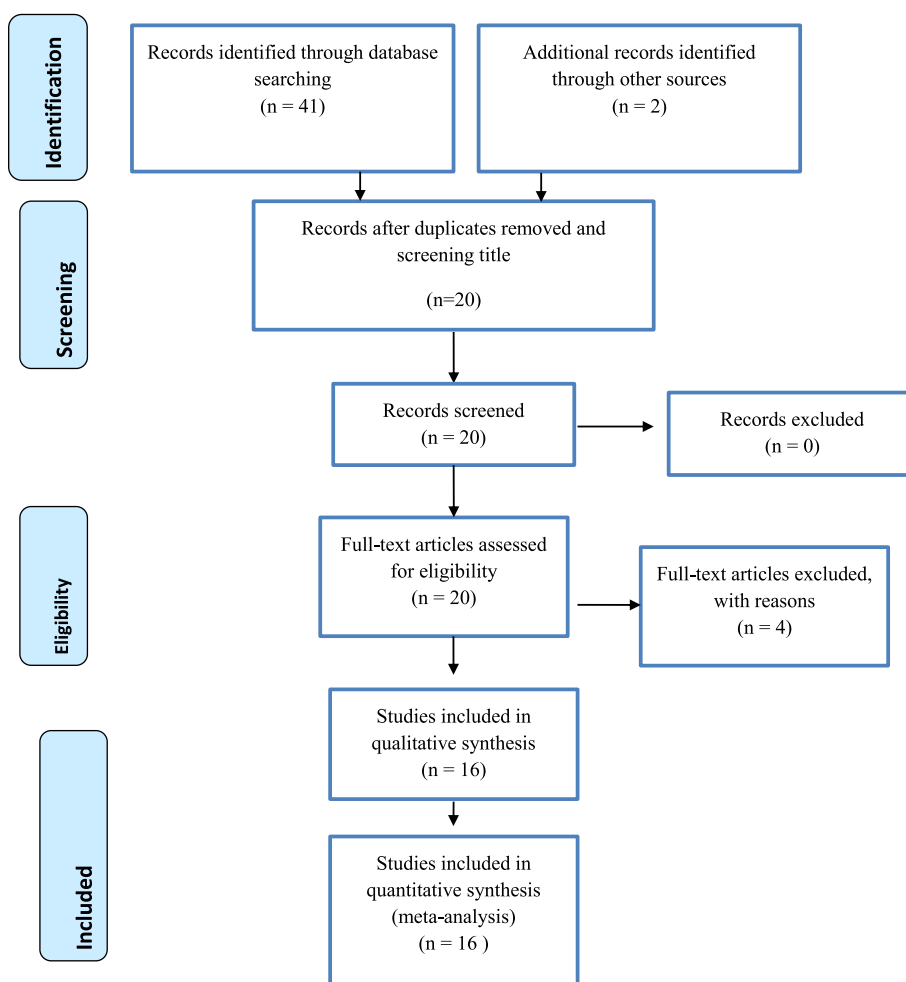 Identification
Records identified through database
searching
(n = 41)
Additional records identified
through other sources
(n = 2)
Screening
Records after duplicates removed and
screening title
(n=20)
Records screened
(n = 20)
Records excluded
(n = 0)
Eligibility
Full-text articles assessed
for eligibility
(n = 20)
Full-text articles excluded,
with reasons
(n = 4)
Included
Studies included in
qualitative synthesis
(n = 16)
Studies included in
quantitative synthesis
(meta-analysis)
(n = 16 )